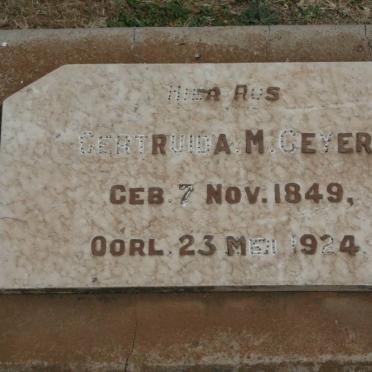 HIER RUS
GERTRUIDA. M. GEYER
GEB. 7 NOV. 1849,
OORL. 23 MEI 1924.